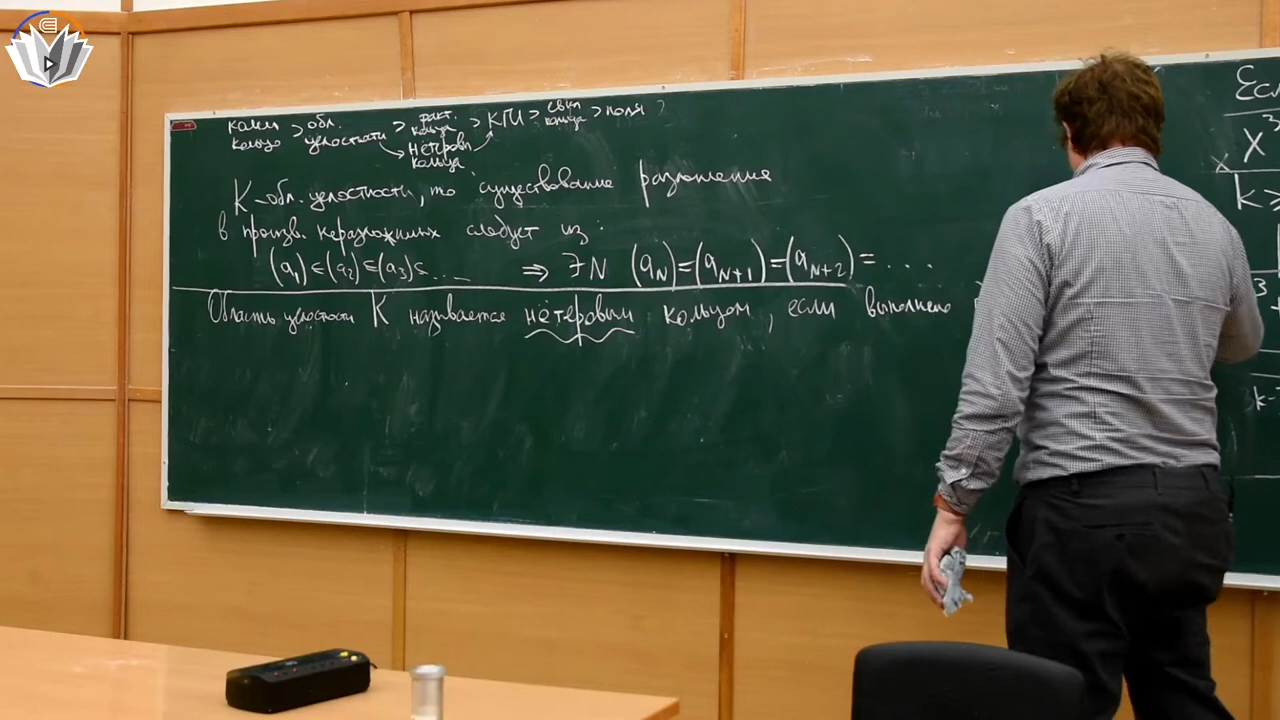 комм. кольцо > обл. целостности > факт. кольца > КГИ > евкл кольца > поля ?
нётеровы кольца
K - обл. целостности, то существование разложения
в произв. неразложимых следует из:
(a₁) ⊆ (a₂) ⊆ (a₃) ⊆ .... ⇒ ∃N (a_N) = (a_{N+1}) = (a_{N+2}) = ....
Область целостности K называется нётеровым кольцом, если выполнено
Есл
x
k ≥